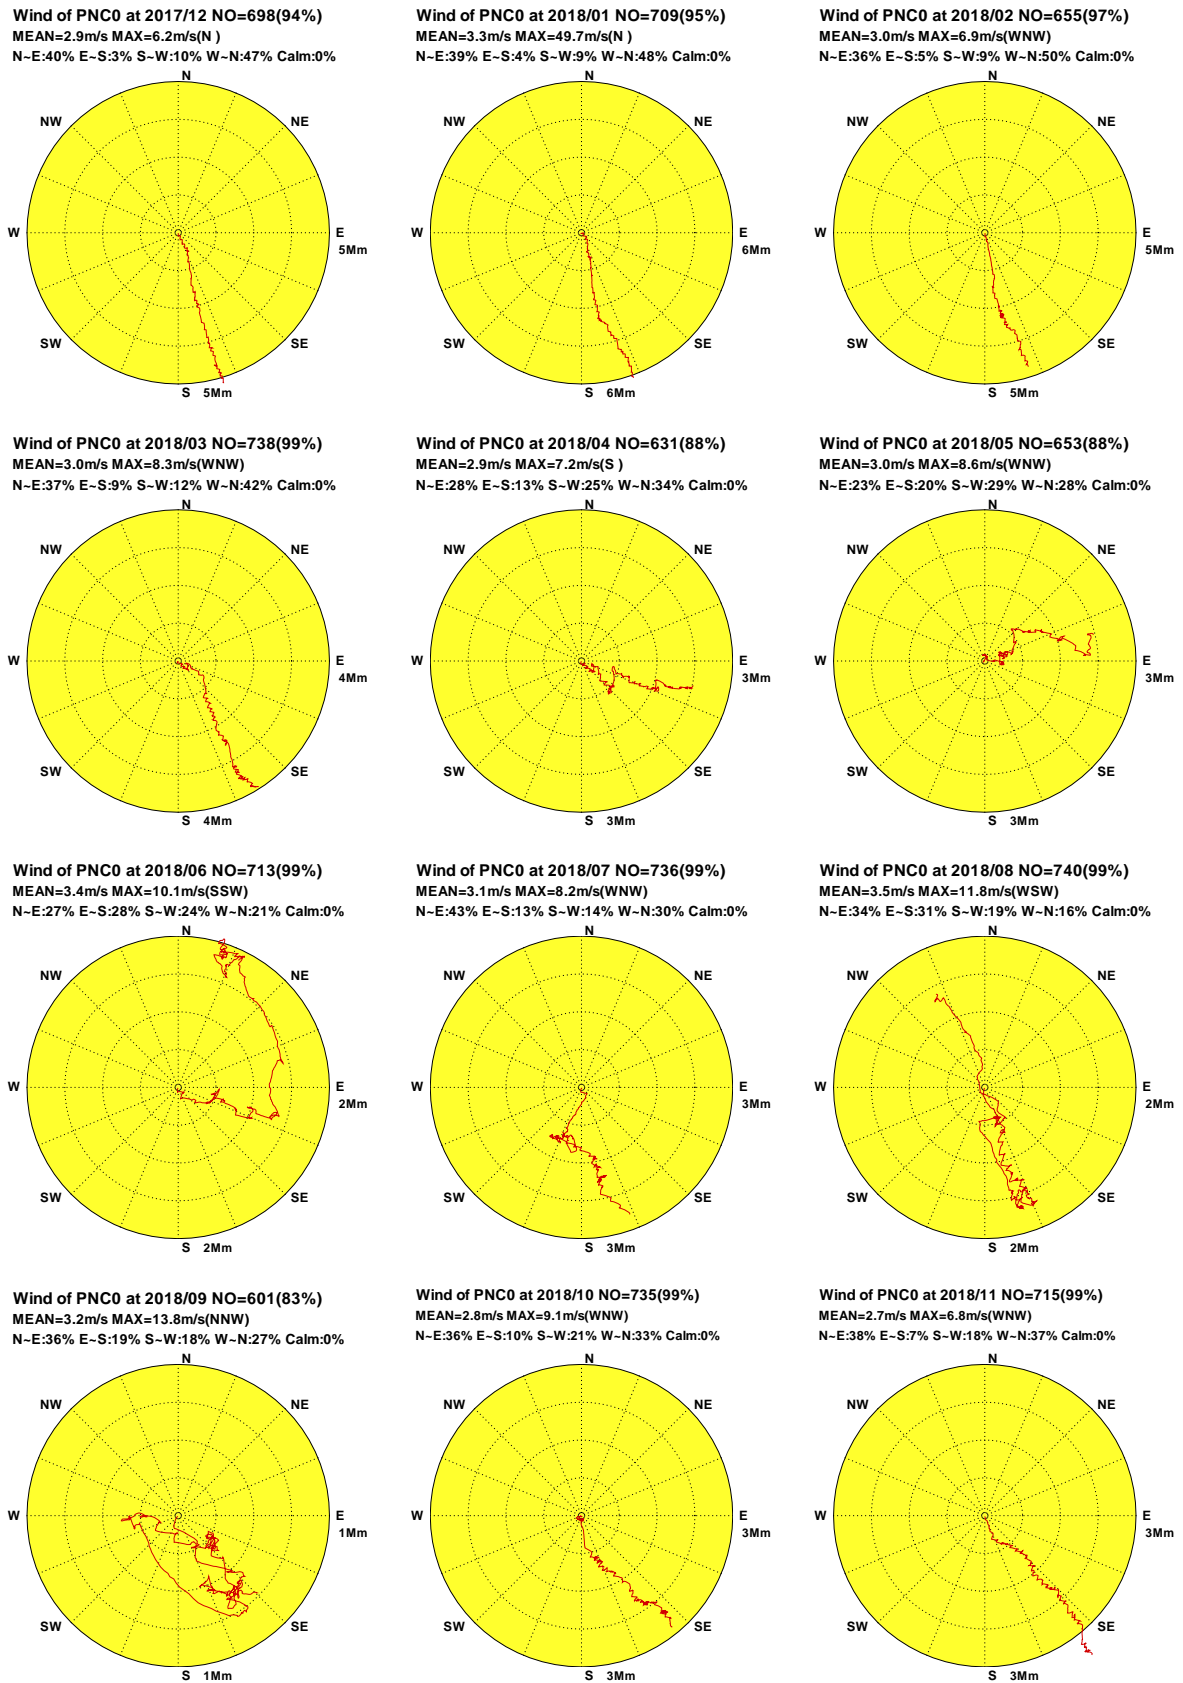 Wind of PNC0 at 2017/12 NO=698(94%)
MEAN=2.9m/s MAX=6.2m/s(N )
N~E:40% E~S:3% S~W:10% W~N:47% Calm:0%
N
NW
NE
W
E
5Mm
SW
SE
S 5Mm
Wind of PNC0 at 2018/01 NO=709(95%)
MEAN=3.3m/s MAX=49.7m/s(N )
N~E:39% E~S:4% S~W:9% W~N:48% Calm:0%
N
NW
NE
W
E
6Mm
SW
SE
S 6Mm
Wind of PNC0 at 2018/02 NO=655(97%)
MEAN=3.0m/s MAX=6.9m/s(WNW)
N~E:36% E~S:5% S~W:9% W~N:50% Calm:0%
N
NW
NE
W
E
5Mm
SW
SE
S 5Mm
Wind of PNC0 at 2018/03 NO=738(99%)
MEAN=3.0m/s MAX=8.3m/s(WNW)
N~E:37% E~S:9% S~W:12% W~N:42% Calm:0%
N
NW
NE
W
E
4Mm
SW
SE
S 4Mm
Wind of PNC0 at 2018/04 NO=631(88%)
MEAN=2.9m/s MAX=7.2m/s(S )
N~E:28% E~S:13% S~W:25% W~N:34% Calm:0%
N
NW
NE
W
E
3Mm
SW
SE
S 3Mm
Wind of PNC0 at 2018/05 NO=653(88%)
MEAN=3.0m/s MAX=8.6m/s(WNW)
N~E:23% E~S:20% S~W:29% W~N:28% Calm:0%
N
NW
NE
W
E
3Mm
SW
SE
S 3Mm
Wind of PNC0 at 2018/06 NO=713(99%)
MEAN=3.4m/s MAX=10.1m/s(SSW)
N~E:27% E~S:28% S~W:24% W~N:21% Calm:0%
N
NW
NE
W
E
2Mm
SW
SE
S 2Mm
Wind of PNC0 at 2018/07 NO=736(99%)
MEAN=3.1m/s MAX=8.2m/s(WNW)
N~E:43% E~S:13% S~W:14% W~N:30% Calm:0%
N
NW
NE
W
E
3Mm
SW
SE
S 3Mm
Wind of PNC0 at 2018/08 NO=740(99%)
MEAN=3.5m/s MAX=11.8m/s(WSW)
N~E:34% E~S:31% S~W:19% W~N:16% Calm:0%
N
NW
NE
W
E
2Mm
SW
SE
S 2Mm
Wind of PNC0 at 2018/09 NO=601(83%)
MEAN=3.2m/s MAX=13.8m/s(NNW)
N~E:36% E~S:19% S~W:18% W~N:27% Calm:0%
N
NW
NE
W
E
1Mm
SW
SE
S 1Mm
Wind of PNC0 at 2018/10 NO=735(99%)
MEAN=2.8m/s MAX=9.1m/s(WNW)
N~E:36% E~S:10% S~W:21% W~N:33% Calm:0%
N
NW
NE
W
E
3Mm
SW
SE
S 3Mm
Wind of PNC0 at 2018/11 NO=715(99%)
MEAN=2.7m/s MAX=6.8m/s(WNW)
N~E:38% E~S:7% S~W:18% W~N:37% Calm:0%
N
NW
NE
W
E
3Mm
SW
SE
S 3Mm